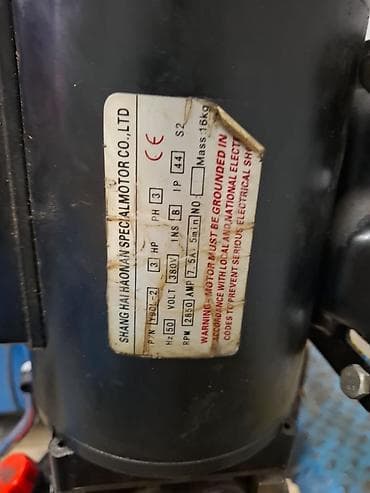 SHANGHAI HAONAN SPECIALMOTOR CO.,LTD
CE
P/N YBDL-2 3 HP PH 3 S2
Hz 50 VOLT 380V INS B IP 44
RPM 2850 AMP 7.5A 5min NO Mass:16kg
WARNING-MOTOR MUST BE GROUNDED IN
ACCORDANCE WITH LOCAL AND NATIONAL ELECT
CODES TO PREVENT SERIOUS ELECTRICAL SH